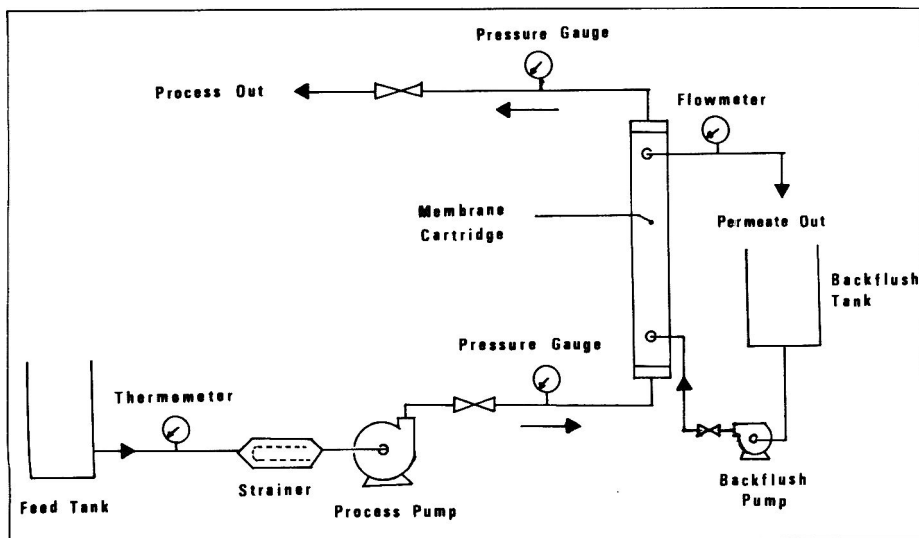 Pressure Gauge
Process Out
Flowmeter
Membrane
Cartridge
Permeate Out
Backflush
Tank
Pressure Gauge
Thermometer
Strainer
Feed Tank
Process Pump
Backflush
Pump